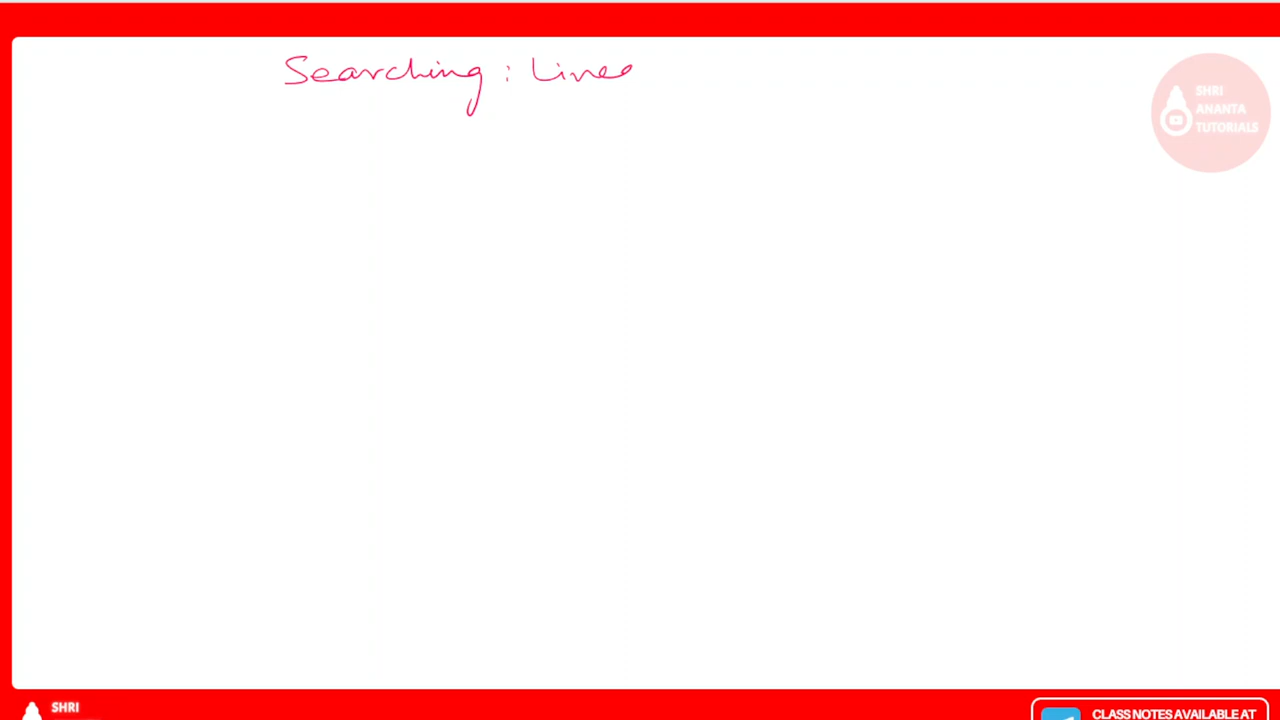 Searching : Linea
SHRI
ANANTA
TUTORIALS
SHRI
CLASS NOTES AVAILABLE AT